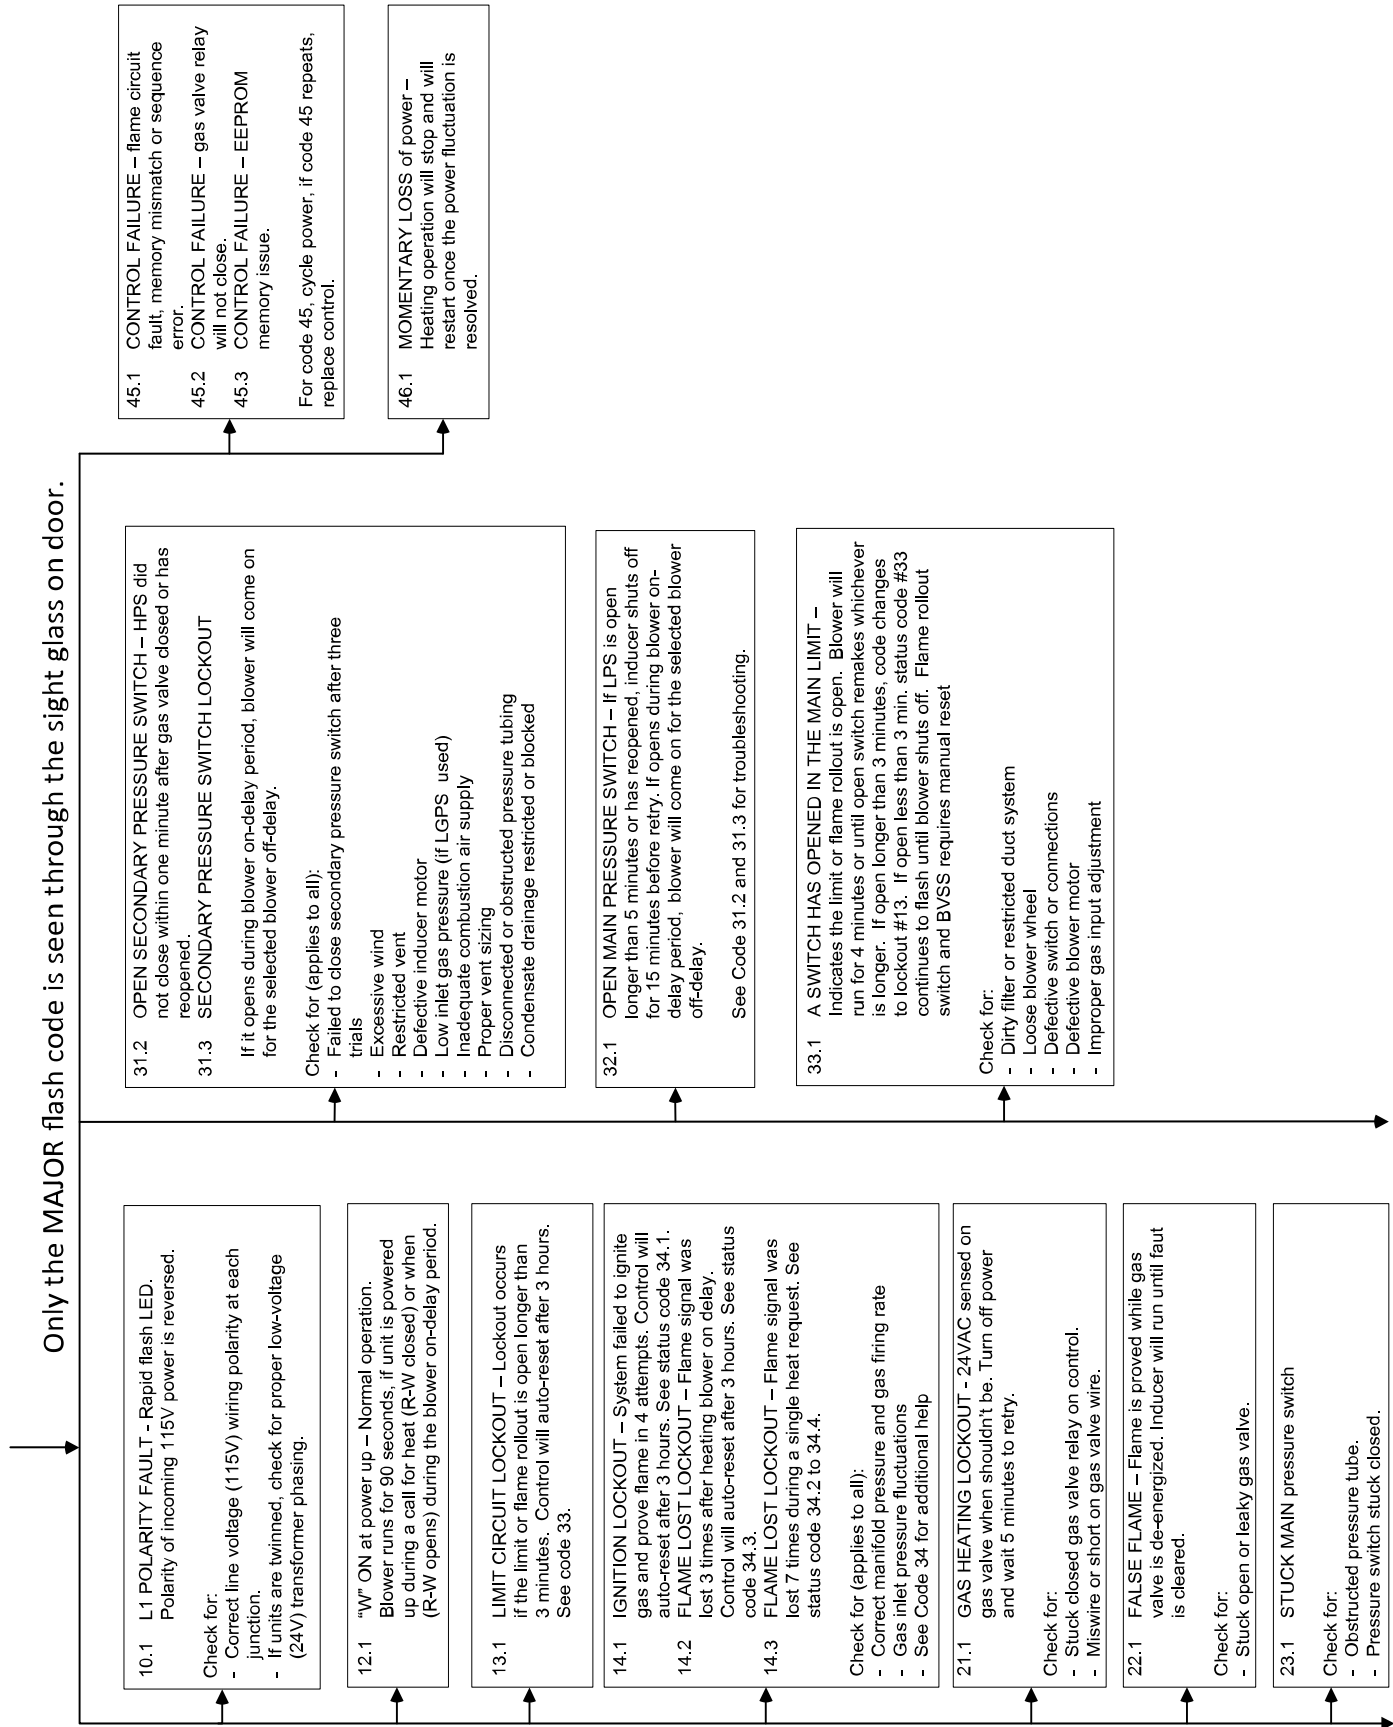 Only the MAJOR flash code is seen through the sight glass on door.
10.1 L1 POLARITY FAULT - Rapid flash LED.
Polarity of incoming 115V power is reversed.
Check for:
- Correct line voltage (115V) wiring polarity at each
junction.
- If units are twinned, check for proper low-voltage
(24V) transformer phasing.
12.1 “W” ON at power up – Normal operation.
Blower runs for 90 seconds, if unit is powered
up during a call for heat (R-W closed) or when
(R-W opens) during the blower on-delay period.
13.1 LIMIT CIRCUIT LOCKOUT – Lockout occurs
if the limit or flame rollout is open longer than
3 minutes. Control will auto-reset after 3 hours.
See code 33.
14.1 IGNITION LOCKOUT – System failed to ignite
gas and prove flame in 4 attempts. Control will
auto-reset after 3 hours. See status code 34.1.
14.2 FLAME LOST LOCKOUT – Flame signal was
lost 3 times after heating blower on delay.
Control will auto-reset after 3 hours. See status
code 34.3.
14.3 FLAME LOST LOCKOUT – Flame signal was
lost 7 times during a single heat request. See
status code 34.2 to 34.4.
Check for (applies to all):
- Correct manifold pressure and gas firing rate
- Gas inlet pressure fluctuations
- See Code 34 for additional help
21.1 GAS HEATING LOCKOUT - 24VAC sensed on
gas valve when shouldn't be. Turn off power
and wait 5 minutes to retry.
Check for:
- Stuck closed gas valve relay on control.
- Miswire or short on gas valve wire.
22.1 FALSE FLAME – Flame is proved while gas
valve is de-energized. Inducer will run until faut
is cleared.
Check for:
- Stuck open or leaky gas valve.
23.1 STUCK MAIN pressure switch
Check for:
- Obstructed pressure tube.
- Pressure switch stuck closed.
31.2 OPEN SECONDARY PRESSURE SWITCH – HPS did
not close within one minute after gas valve closed or has
reopened.
31.3 SECONDARY PRESSURE SWITCH LOCKOUT
If it opens during blower on-delay period, blower will come on
for the selected blower off-delay.
Check for (applies to all):
- Failed to close secondary pressure switch after three
trials
- Excessive wind
- Restricted vent
- Defective inducer motor
- Low inlet gas pressure (if LGPS used)
- Inadequate combustion air supply
- Proper vent sizing
- Disconnected or obstructed pressure tubing
- Condensate drainage restricted or blocked
32.1 OPEN MAIN PRESSURE SWITCH – If LPS is open
longer than 5 minutes or has reopened, inducer shuts off
for 15 minutes before retry. If opens during blower on-
delay period, blower will come on for the selected blower
off-delay.
See Code 31.2 and 31.3 for troubleshooting.
33.1 A SWITCH HAS OPENED IN THE MAIN LIMIT –
Indicates the limit or flame rollout is open. Blower will
run for 4 minutes or until open switch remakes whichever
is longer. If open longer than 3 minutes, code changes
to lockout #13. If open less than 3 min. status code #33
continues to flash until blower shuts off. Flame rollout
switch and BVSS requires manual reset
Check for:
- Dirty filter or restricted duct system
- Loose blower wheel
- Defective switch or connections
- Defective blower motor
- Improper gas input adjustment
45.1 CONTROL FAILURE – flame circuit
fault, memory mismatch or sequence
error.
45.2 CONTROL FAILURE – gas valve relay
will not close.
45.3 CONTROL FAILURE – EEPROM
memory issue.
For code 45, cycle power, if code 45 repeats,
replace control.
46.1 MOMENTARY LOSS of power –
Heating operation will stop and will
restart once the power fluctuation is
resolved.